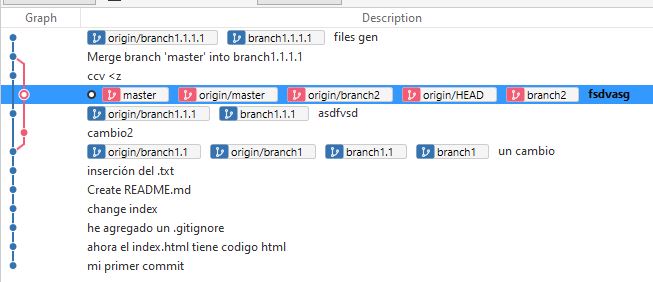 Graph Description
origin/branch1.1.1.1 branch1.1.1.1 files gen
Merge branch 'master' into branch1.1.1.1
ccv <z
master origin/master origin/branch2 origin/HEAD branch2 fsdvasg
origin/branch1.1.1 branch1.1.1 asdfvsd
cambio2
origin/branch1.1 origin/branch1 branch1.1 branch1 un cambio
inserción del .txt
Create README.md
change index
he agregado un .gitignore
ahora el index.html tiene codigo html
mi primer commit